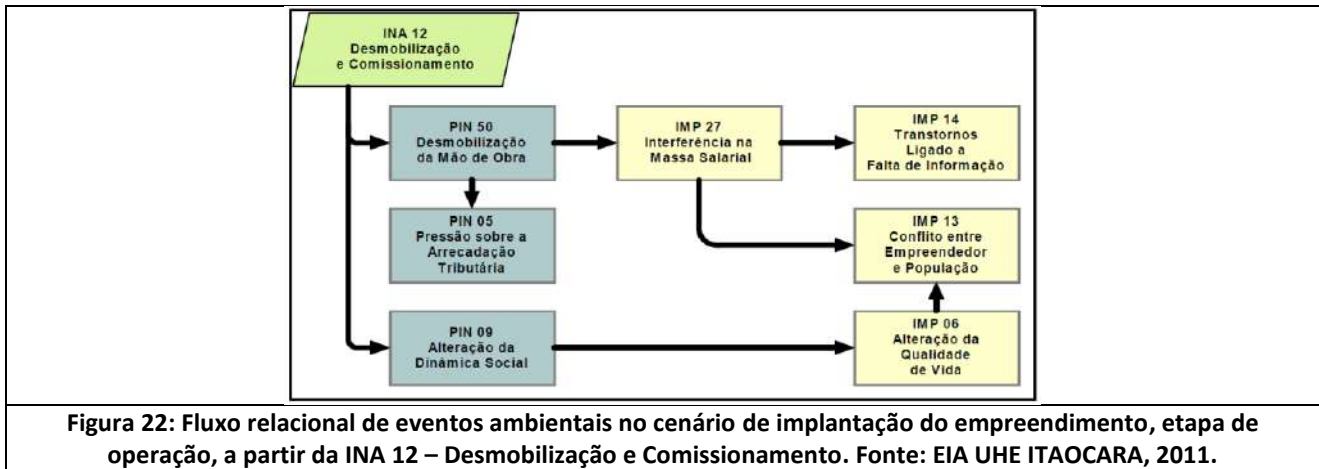 INA 12
Desmobilização
e Comissionamento
PIN 50
Desmobilização
da Mão de Obra
IMP 27
Interferência na
Massa Salarial
IMP 14
Transtornos
Ligado a
Falta de Informação
PIN 05
Pressão sobre a
Arrecadação
Tributária
IMP 13
Conflito entre
Empreendedor
e População
PIN 09
Alteração da
Dinâmica Social
IMP 06
Alteração da
Qualidade
de Vida
Figura 22: Fluxo relacional de eventos ambientais no cenário de implantação do empreendimento, etapa de
operação, a partir da INA 12 – Desmobilização e Comissionamento. Fonte: EIA UHE ITAOCARA, 2011.